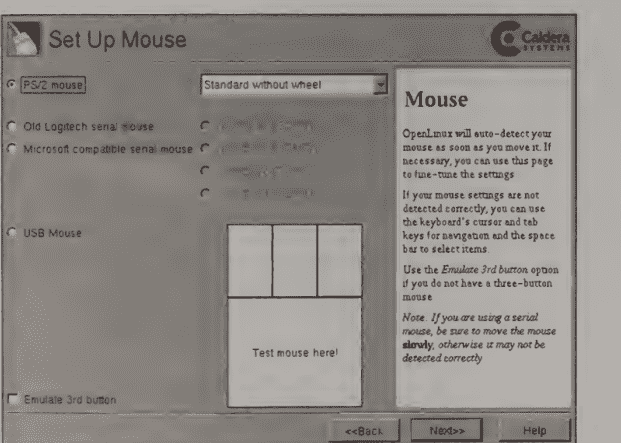 Set Up Mouse
Caldera
SYSTEMS
PS/2 mouse
Standard without wheel
Old Logitech serial mouse
Microsoft compatible serial mouse
USB Mouse
Test mouse here!
Emulate 3rd button
Mouse
OpenLinux will auto-detect your
mouse as soon as you move it. If
necessary, you can use this page
to fine-tune the settings
If your mouse settings are not
detected correctly, you can use
the keyboard's cursor and tab
keys for navigation and the space
bar to select items.
Use the Emulate 3rd button option
if you do not have a three-button
mouse
Note: If you are using a serial
mouse, be sure to move the mouse
slowly, otherwise it may not be
detected correctly
<<Back
Next>>
Help